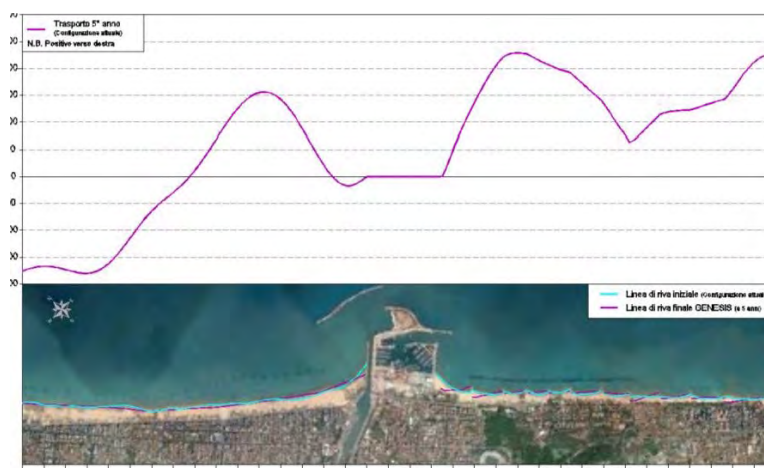 Trasporto 5° anno
(Configurazione attuale)
N.B. Positivo verso destra
0
Linea di riva iniziale (Configurazione attuale
Linea di riva finale GENESIS (a 5 anni)